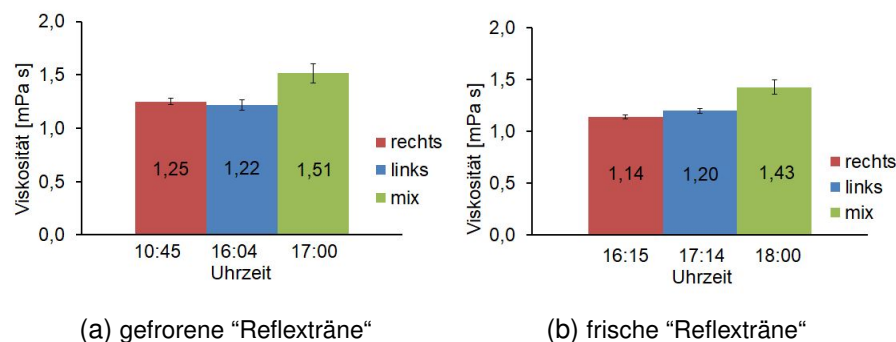 2,0
1,5
1,0
0,5
0,0
Viskosität [mPa s]
1,25
1,22
1,51
rechts
links
mix
10:45 16:04 17:00
Uhrzeit
(a) gefrorene “Reflexträne“
2,0
1,5
1,0
0,5
0,0
Viskosität [mPa s]
1,14
1,20
1,43
rechts
links
mix
16:15 17:14 18:00
Uhrzeit
(b) frische “Reflexträne“